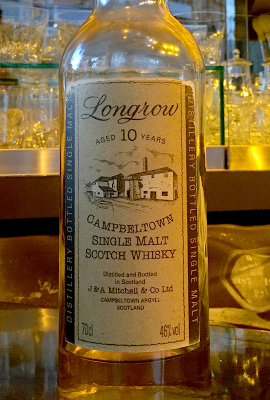 Longrow
AGED 10 YEARS
CAMPBELTOWN
SINGLE MALT
SCOTCH WHISKY
Distilled and Bottled
in Scotland
J & A Mitchell & Co Ltd
CAMPBELTOWN ARGYLL
SCOTLAND
70cl 46%vol
DISTILLERY BOTTLED SINGLE MALT
DISTILLERY BOTTLED SINGLE MALT